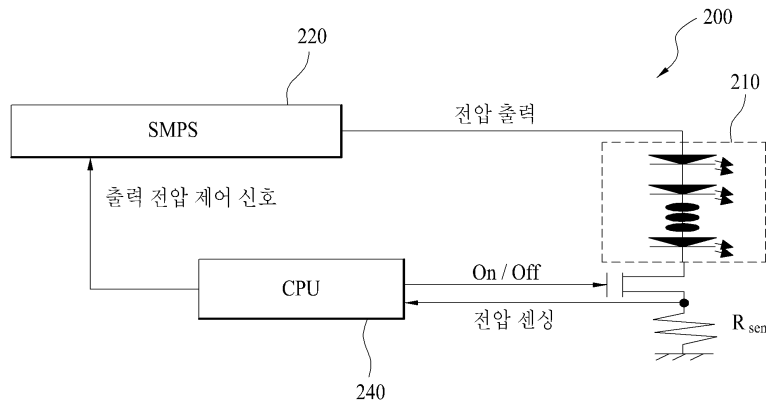 200
220
210
SMPS
전압 출력
출력 전압 제어 신호
CPU
On / Off
전압 센싱
R sen
240